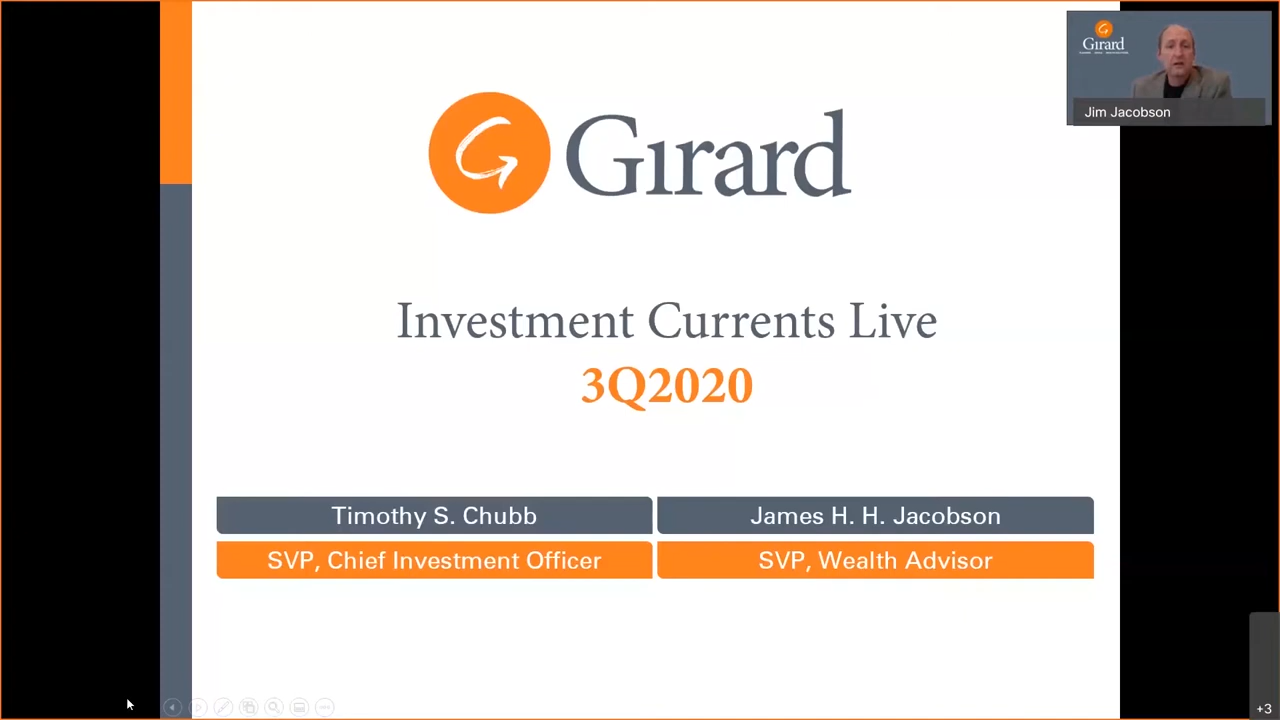 Girard
Jim Jacobson
Girard
Investment Currents Live
3Q2020
Timothy S. Chubb
James H. H. Jacobson
SVP, Chief Investment Officer
SVP, Wealth Advisor
+3